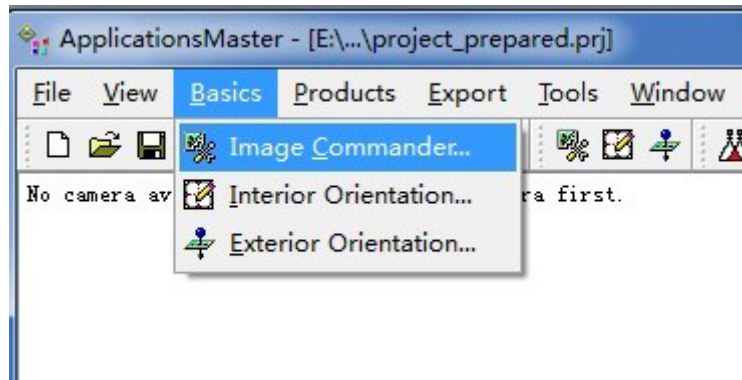 ApplicationsMaster - [E:\...\project_prepared.prj]
File View Basics Products Export Tools Window
Image Commander...
No camera av
ra first.
Interior Orientation...
Exterior Orientation...